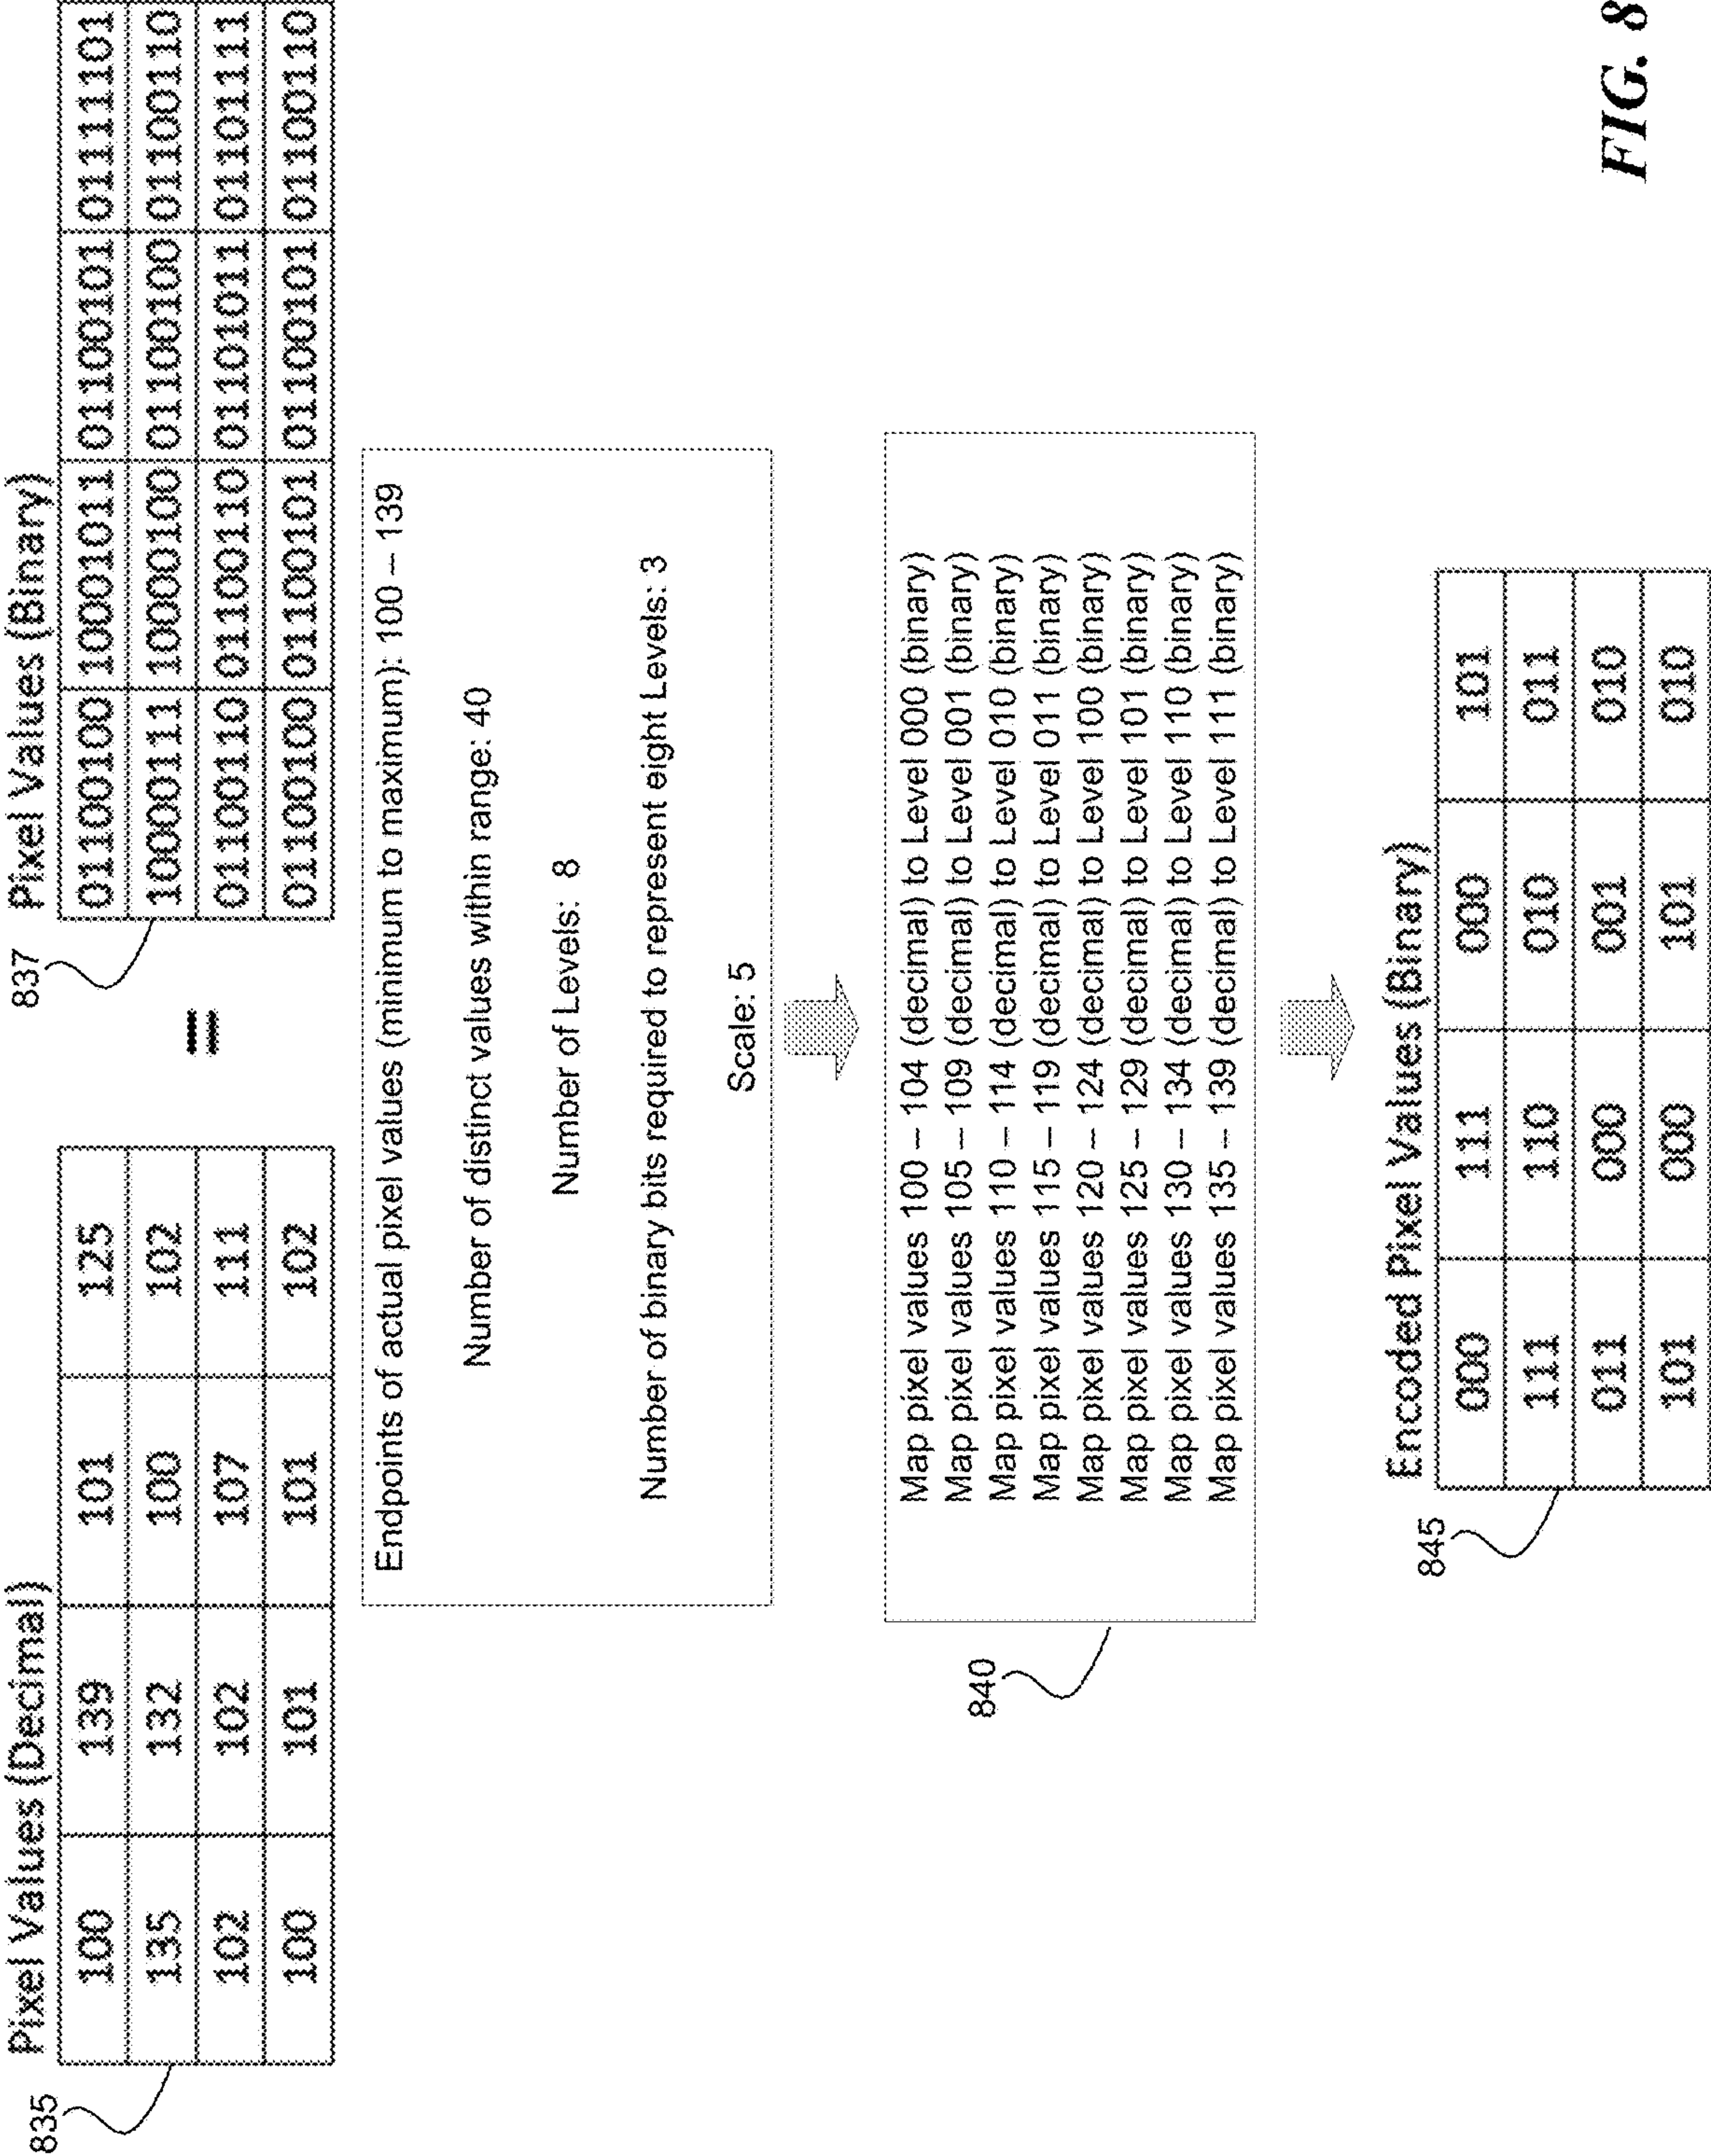 Pixel Values (Decimal)
835
100 139 101 125
135 132 100 102
102 102 107 111
100 101 101 102
=
Pixel Values (Binary)
837
01100100 10001011 01100101 01111101
10000111 10000100 01100100 01100110
01100110 01100110 01101011 01101111
01100100 01100101 01100101 01100110
Endpoints of actual pixel values (minimum to maximum): 100 – 139
Number of distinct values within range: 40
Number of Levels: 8
Number of binary bits required to represent eight Levels: 3
Scale: 5
840
Map pixel values 100 – 104 (decimal) to Level 000 (binary)
Map pixel values 105 – 109 (decimal) to Level 001 (binary)
Map pixel values 110 – 114 (decimal) to Level 010 (binary)
Map pixel values 115 – 119 (decimal) to Level 011 (binary)
Map pixel values 120 – 124 (decimal) to Level 100 (binary)
Map pixel values 125 – 129 (decimal) to Level 101 (binary)
Map pixel values 130 – 134 (decimal) to Level 110 (binary)
Map pixel values 135 – 139 (decimal) to Level 111 (binary)
Encoded Pixel Values (Binary)
845
000 111 000 101
111 110 010 011
011 000 001 010
101 000 101 010
FIG. 8